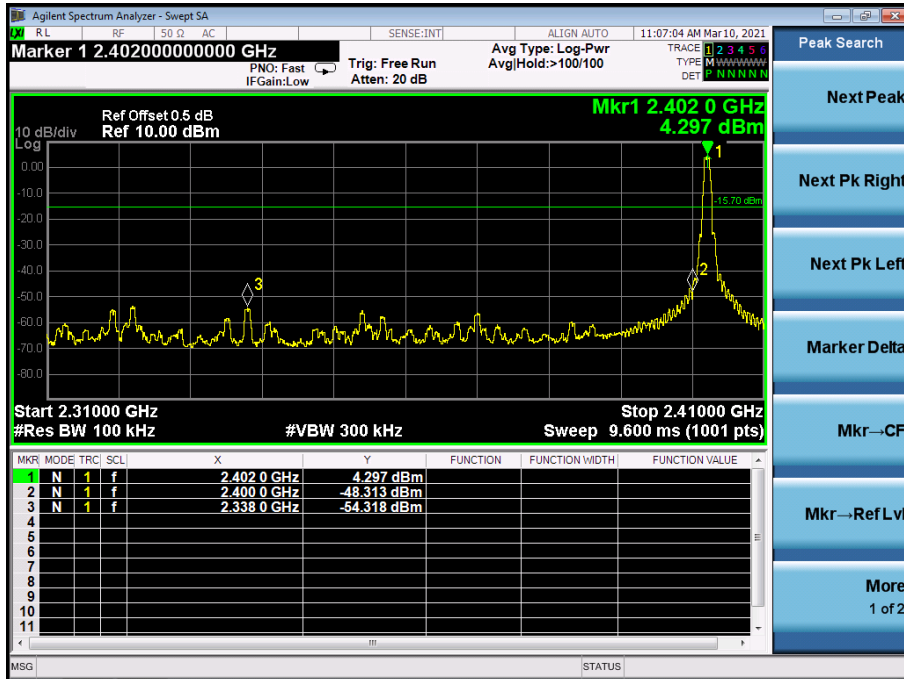 Agilent Spectrum Analyzer - Swept SA
LXI RL RF 50 Ω AC SENSE:INT ALIGN AUTO 11:07:04 AM Mar 10, 2021
Marker 1 2.402000000000 GHz
PNO: Fast
IFGain:Low
Trig: Free Run
Atten: 20 dB
Avg Type: Log-Pwr
Avg|Hold:>100/100
TRACE 1 2 3 4 5 6
TYPE M WWWWW
DET P N N N N N
Peak Search
Next Peak
Next Pk Right
Next Pk Left
Marker Delta
Mkr→CF
Mkr→Ref Lvl
More
1 of 2
Mkr1 2.402 0 GHz
4.297 dBm
Ref Offset 0.5 dB
10 dB/div Ref 10.00 dBm
Log
0.00
-10.0
-20.0
-30.0
-40.0
-50.0
-60.0
-70.0
-80.0
1
-15.70 dBm
2
3
Start 2.31000 GHz Stop 2.41000 GHz
#Res BW 100 kHz #VBW 300 kHz Sweep 9.600 ms (1001 pts)
MKR MODE TRC SCL X Y FUNCTION FUNCTION WIDTH FUNCTION VALUE
1 N 1 f 2.402 0 GHz 4.297 dBm
2 N 1 f 2.400 0 GHz -48.313 dBm
3 N 1 f 2.338 0 GHz -54.318 dBm
4
5
6
7
8
9
10
11
MSG STATUS